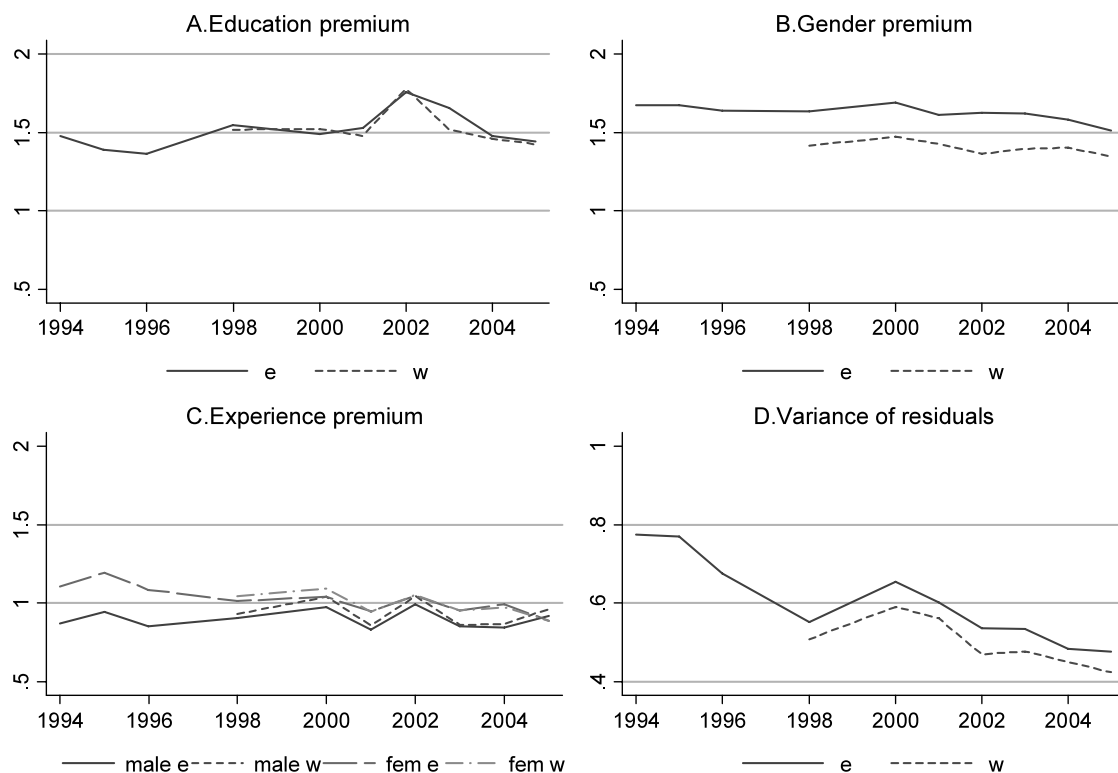 A.Education premium
2
1.5
1
.5
1994 1996 1998 2000 2002 2004
e w
B.Gender premium
2
1.5
1
.5
1994 1996 1998 2000 2002 2004
e w
C.Experience premium
2
1.5
1
.5
1994 1996 1998 2000 2002 2004
male e male w fem e fem w
D.Variance of residuals
1
.8
.6
.4
1994 1996 1998 2000 2002 2004
e w